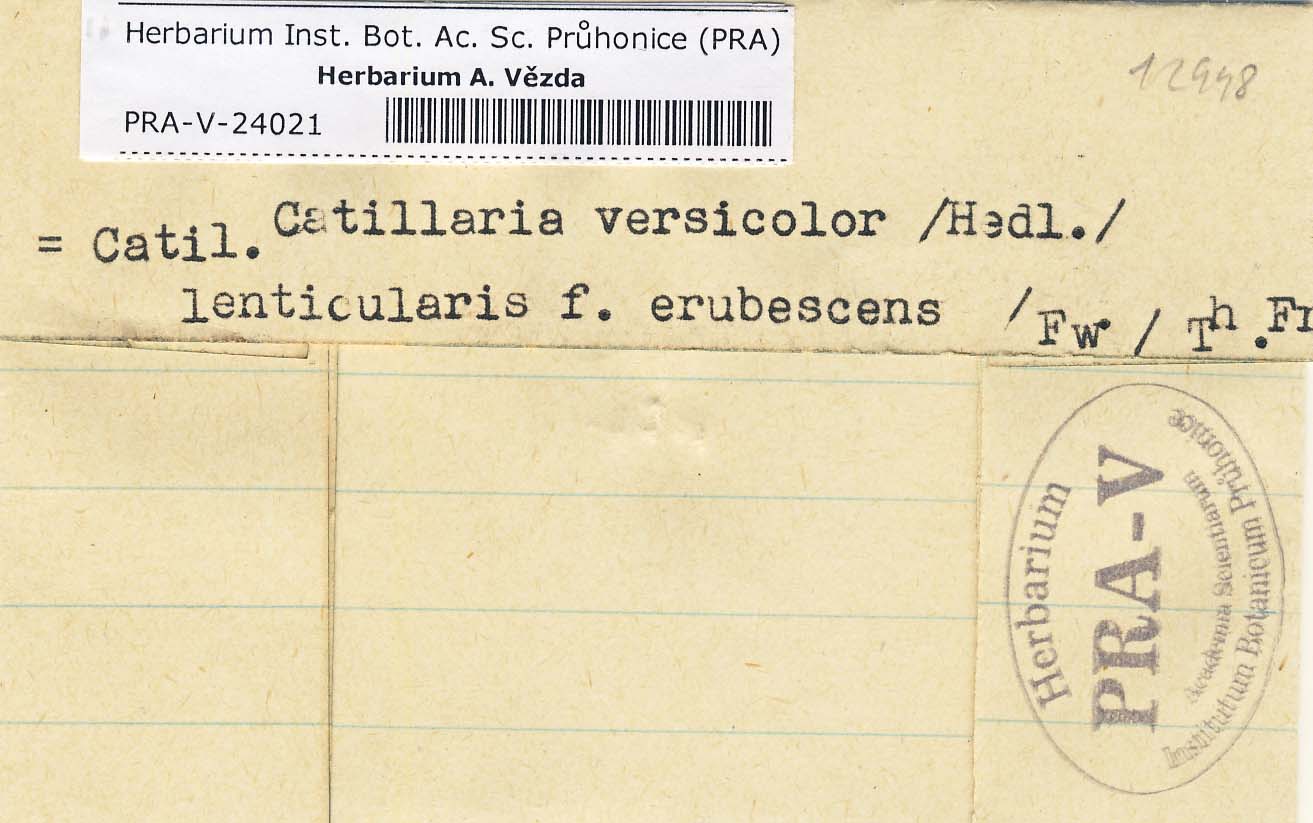 Herbarium Inst. Bot. Ac. Sc. Průhonice (PRA)
Herbarium A. Vězda
PRA-V-24021
12998
Catillaria versicolor /Hedl./
= Catil.
lenticularis f. erubescens /Fw./ Th.Fr
Herbarium
PRA-V
Academia Scientiarum
Institutum Botanicum Průhonice